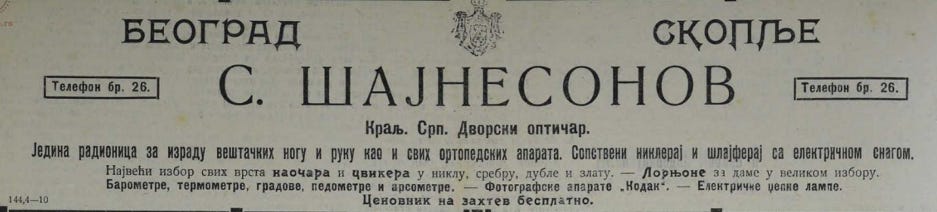 БЕОГРАД СКОПЉЕ
Телефон бр. 26. С. ШАЈНЕСОНОВ Телефон бр. 26.
Краљ. Срп. Дворски оптичар.
Једина радионица за израду вештачких ногу и руку као и свих ортопедских апарата. Сопствени никлерај и шлајферај са електричном снагом.
Највећи избор свих врста наочара и цвикера у никлу, сребру, дубле и злату. — Лорњоне за даме у великом избору.
Барометре, термометре, градове, педометре и арсометре. — Фотографске апарате „Кодак“. — Електричне џепне лампе.
144,4—10 Ценовник на захтев бесплатно.